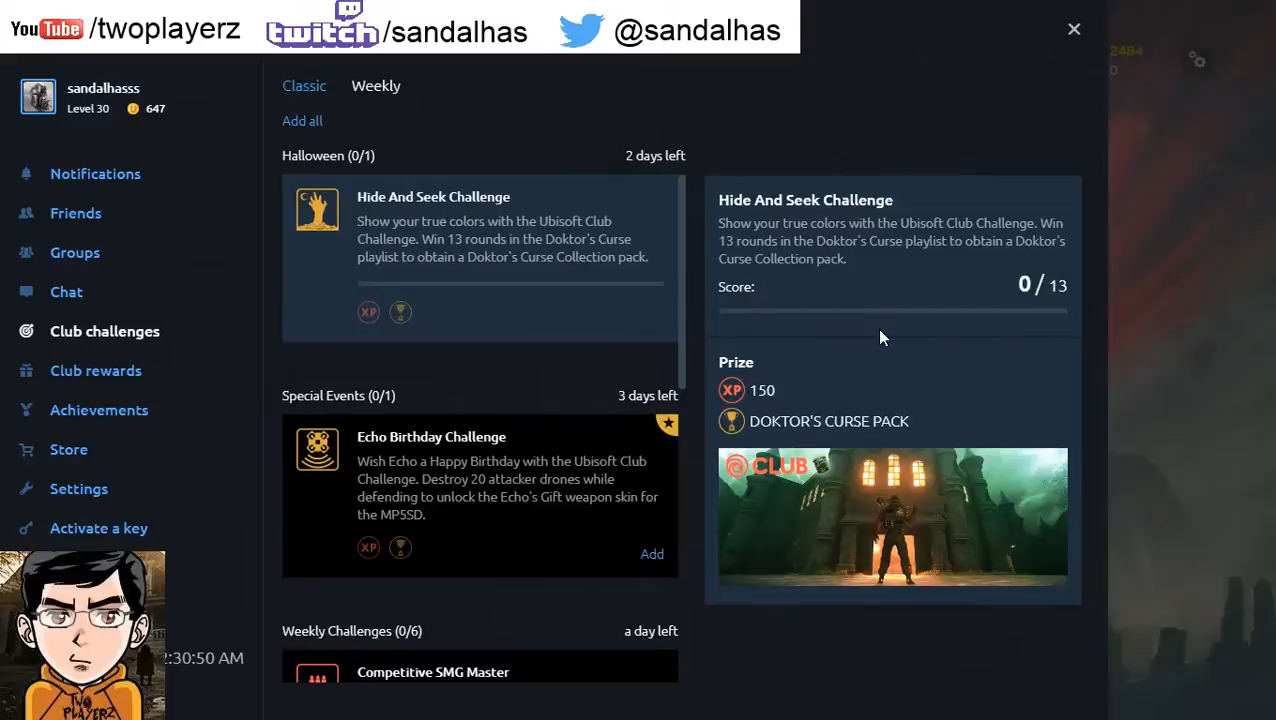 You Tube /twoplayerz
twitch /sandalhas
@sandalhas
2484
0
sandalhasss
Level 30 647
Notifications
Friends
Groups
Chat
Club challenges
Club rewards
Achievements
Store
Settings
Activate a key
:30:50 AM
TWO
PLAYERZ
Classic Weekly
Add all
Halloween (0/1) 2 days left
Hide And Seek Challenge
Show your true colors with the Ubisoft Club
Challenge. Win 13 rounds in the Doktor's Curse
playlist to obtain a Doktor's Curse Collection pack.
XP
Special Events (0/1) 3 days left
Echo Birthday Challenge
Wish Echo a Happy Birthday with the Ubisoft Club
Challenge. Destroy 20 attacker drones while
defending to unlock the Echo's Gift weapon skin for
the MP5SD.
XP
Add
Weekly Challenges (0/6) a day left
Competitive SMG Master
Hide And Seek Challenge
Show your true colors with the Ubisoft Club Challenge. Win
13 rounds in the Doktor's Curse playlist to obtain a Doktor's
Curse Collection pack.
Score: 0 / 13
Prize
XP 150
DOKTOR'S CURSE PACK
CLUB